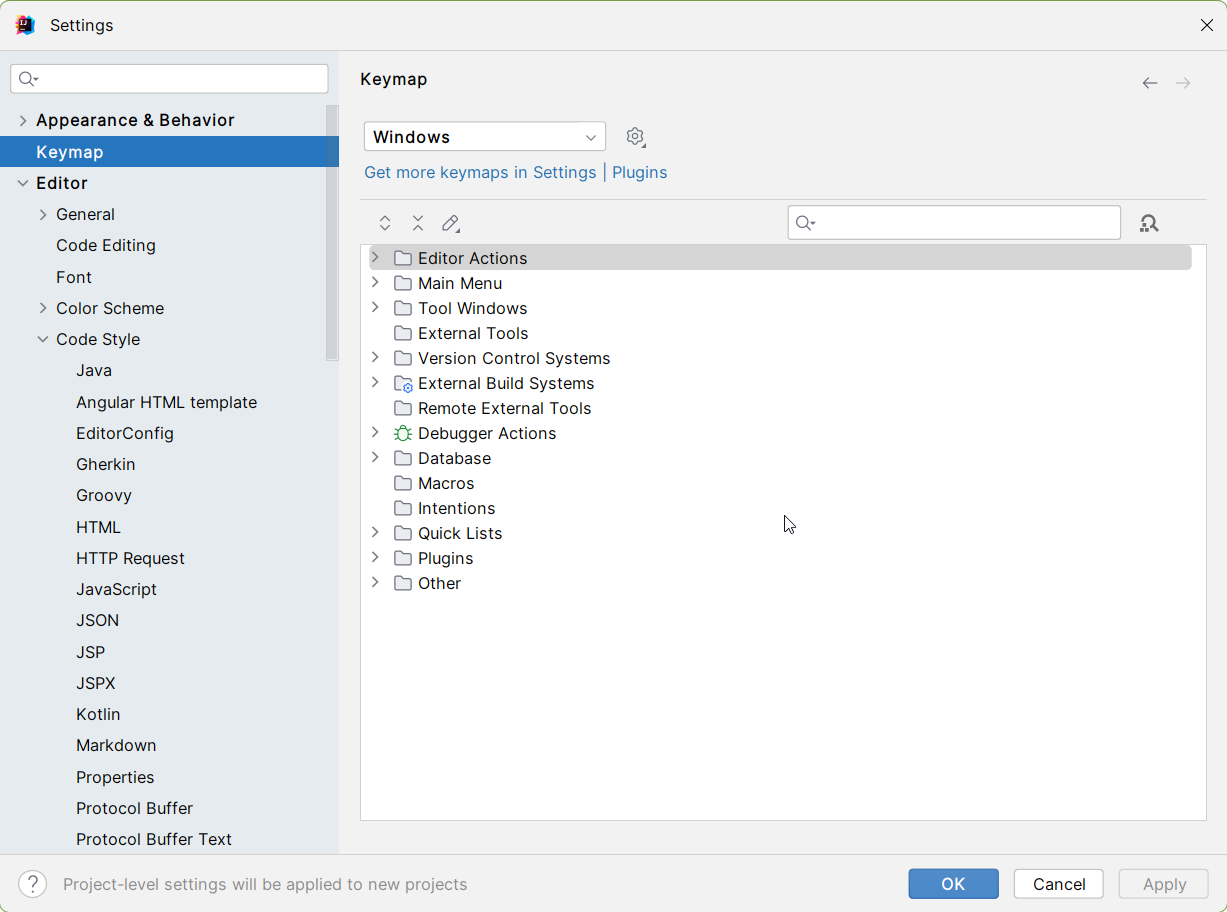 Settings
Appearance & Behavior
Keymap
Editor
General
Code Editing
Font
Color Scheme
Code Style
Java
Angular HTML template
EditorConfig
Gherkin
Groovy
HTML
HTTP Request
JavaScript
JSON
JSP
JSPX
Kotlin
Markdown
Properties
Protocol Buffer
Protocol Buffer Text
Keymap
Windows
Get more keymaps in Settings | Plugins
Editor Actions
Main Menu
Tool Windows
External Tools
Version Control Systems
External Build Systems
Remote External Tools
Debugger Actions
Database
Macros
Intentions
Quick Lists
Plugins
Other
? Project-level settings will be applied to new projects
OK Cancel Apply